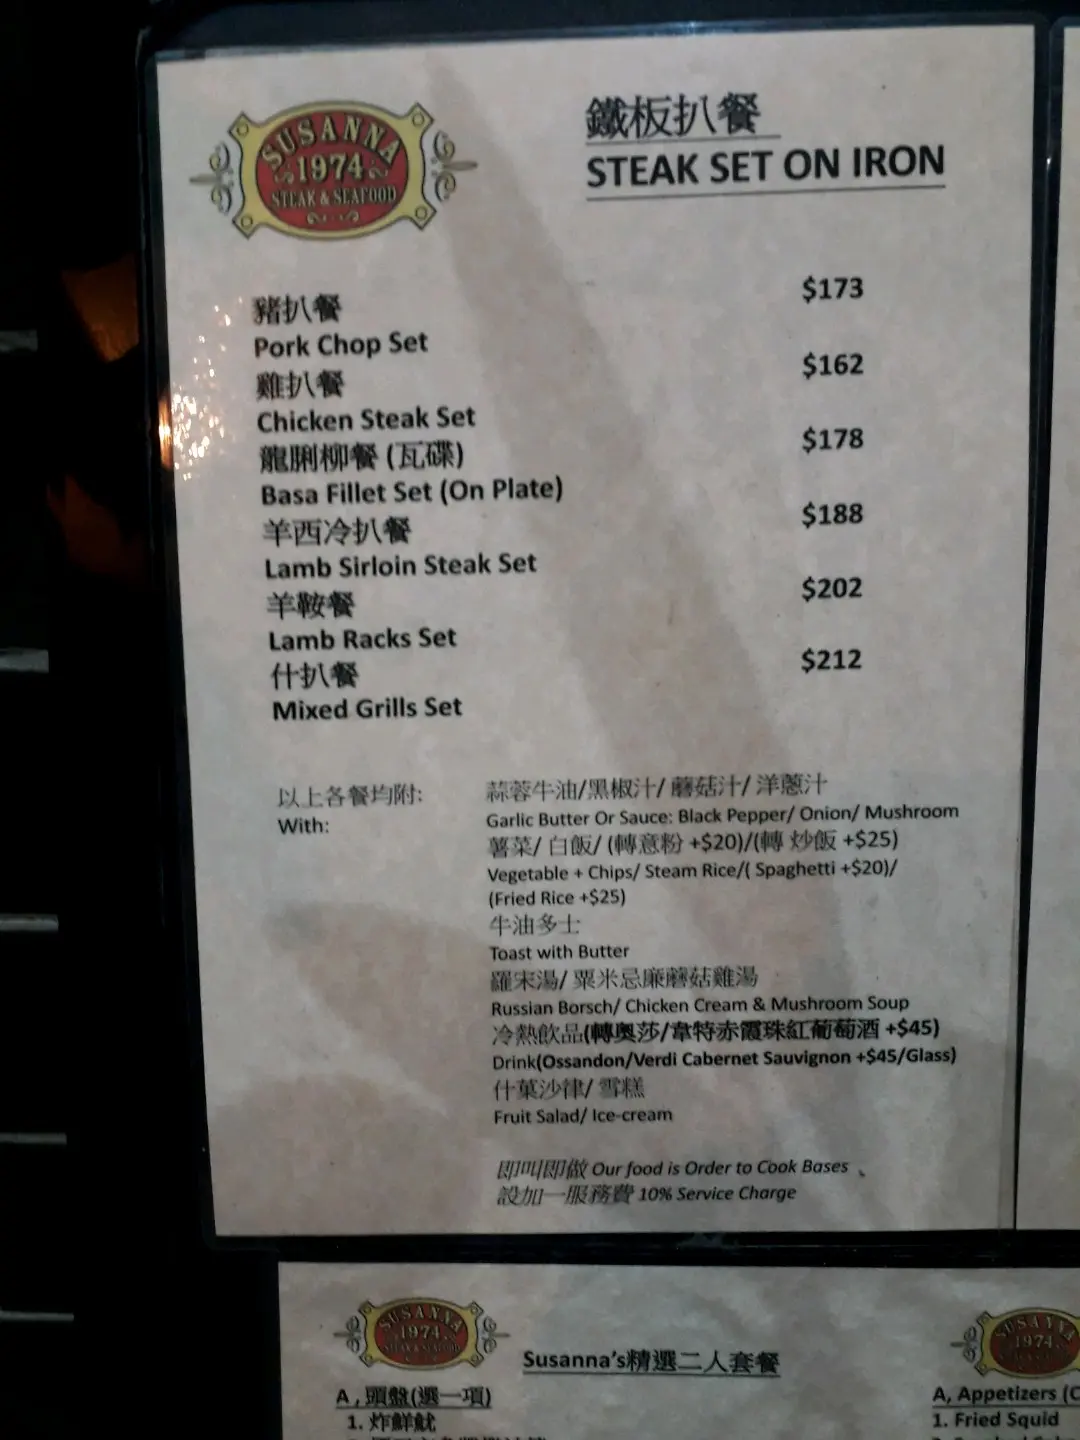 SUSANNA
1974
STEAK & SEAFOOD
鐵板扒餐
STEAK SET ON IRON
豬扒餐 $173
Pork Chop Set
雞扒餐 $162
Chicken Steak Set
龍脷柳餐 (瓦碟) $178
Basa Fillet Set (On Plate)
羊西冷扒餐 $188
Lamb Sirloin Steak Set
羊鞍餐 $202
Lamb Racks Set
什扒餐 $212
Mixed Grills Set
以上各餐均附: 蒜蓉牛油/黑椒汁/ 蘑菇汁/ 洋蔥汁
With: Garlic Butter Or Sauce: Black Pepper/ Onion/ Mushroom
薯菜/ 白飯/ (轉意粉 +$20)/(轉 炒飯 +$25)
Vegetable + Chips/ Steam Rice/( Spaghetti +$20)/
(Fried Rice +$25)
牛油多士
Toast with Butter
羅宋湯/ 粟米忌廉蘑菇雞湯
Russian Borsch/ Chicken Cream & Mushroom Soup
冷熱飲品(轉奧莎/韋特赤霞珠紅葡萄酒 +$45)
Drink(Ossandon/Verdi Cabernet Sauvignon +$45/Glass)
什菓沙律/ 雪糕
Fruit Salad/ Ice-cream
即叫即做 Our food is Order to Cook Bases
設加一服務費 10% Service Charge
SUSANNA
1974
STEAK & SEAFOOD
Susanna's精選二人套餐
SUSANNA
1974
A , 頭盤(選一項)
1. 炸鮮魷
A, Appetizers (C
1. Fried Squid